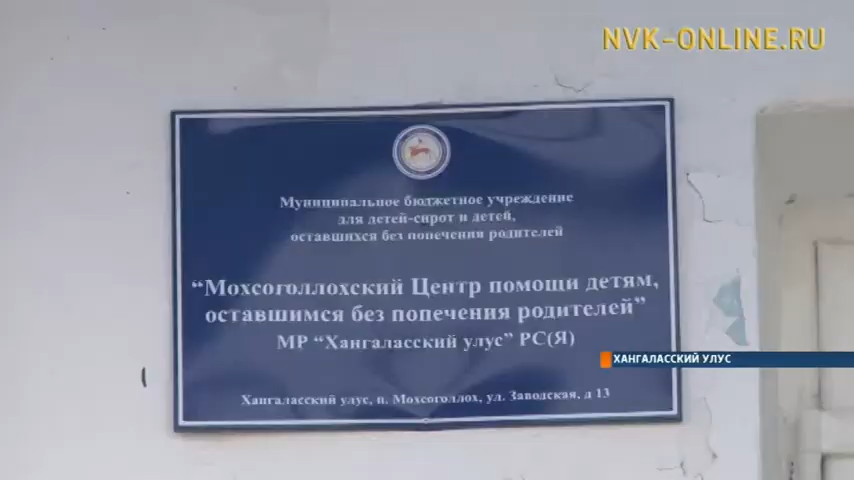 NVK-ONLINE.RU
Муниципальное бюджетное учреждение
для детей-сирот и детей,
оставшихся без попечения родителей
“Мохсоголлохский Центр помощи детям,
оставшимся без попечения родителей”
МР “Хангаласский улус” РС(Я)
ХАНГАЛАССКИЙ УЛУС
Хангаласский улус, п. Мохсоголлох, ул. Заводская, д 13